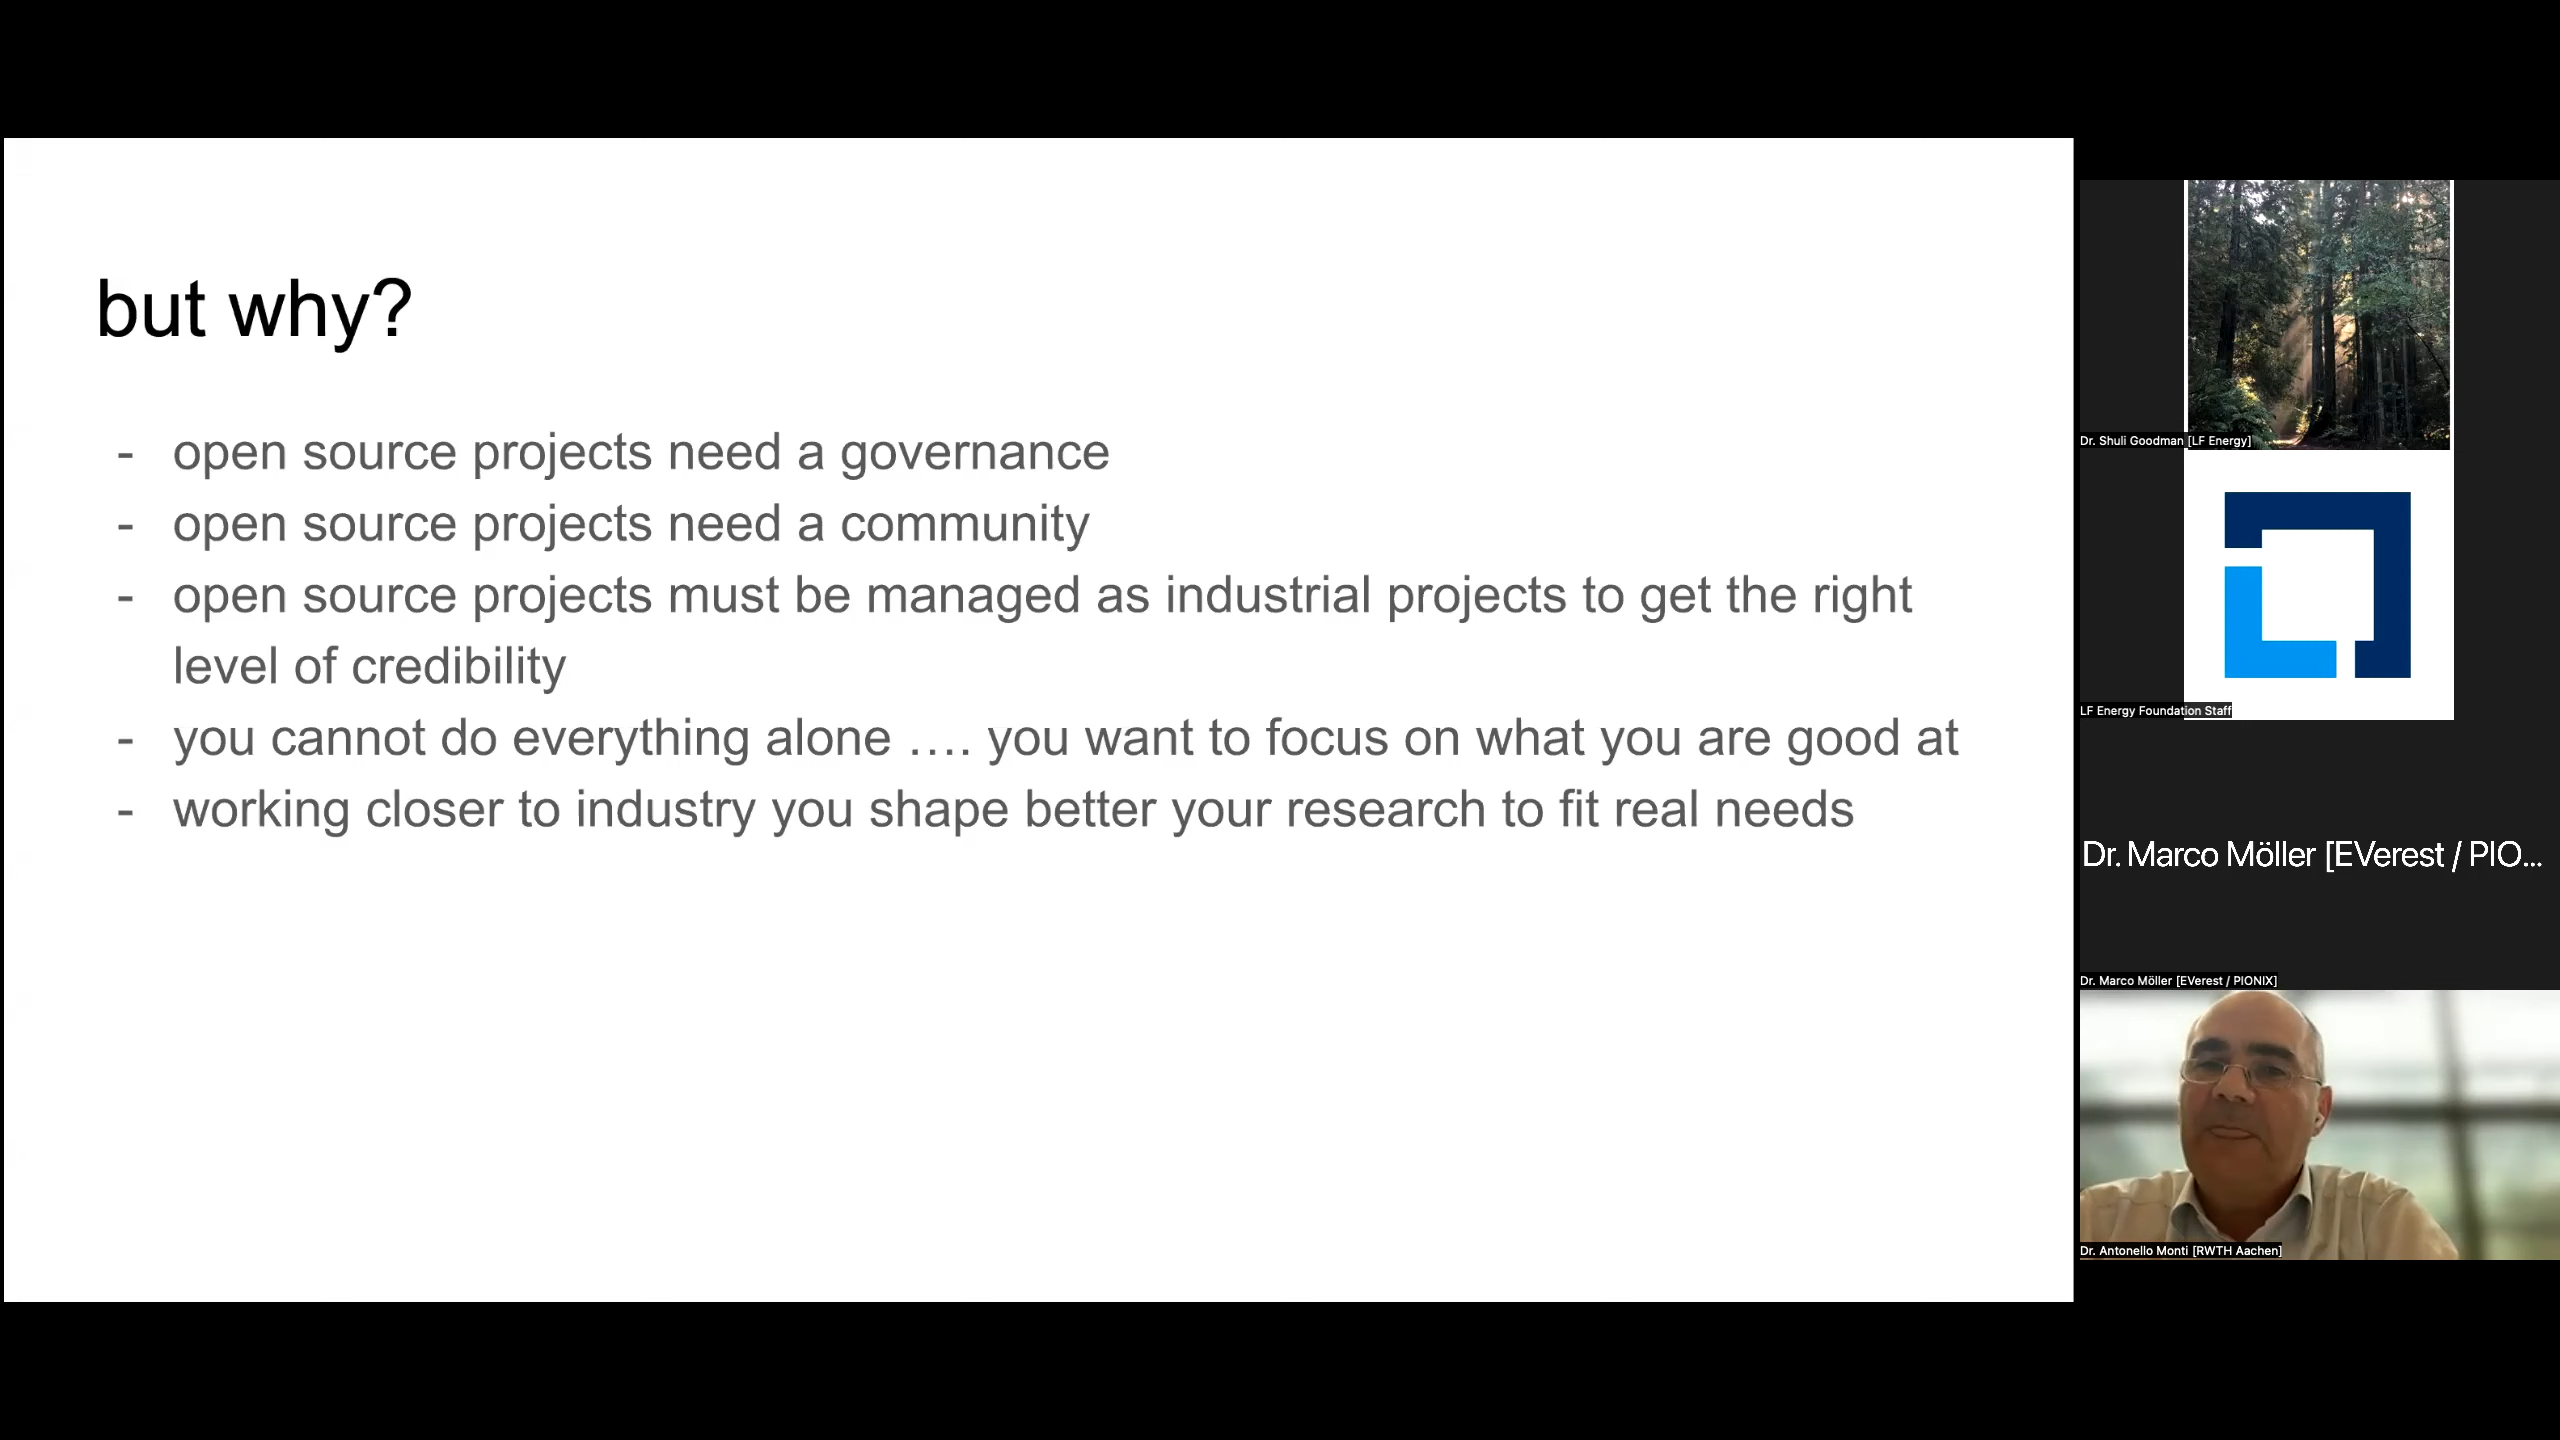 but why?
- open source projects need a governance
- open source projects need a community
- open source projects must be managed as industrial projects to get the right
level of credibility
- you cannot do everything alone …. you want to focus on what you are good at
- working closer to industry you shape better your research to fit real needs
Dr. Shuli Goodman [LF Energy]
LF Energy Foundation Staff
Dr. Marco Möller [EVerest / PIO...
Dr. Marco Möller [EVerest / PIONIX]
Dr. Antonello Monti [RWTH Aachen]